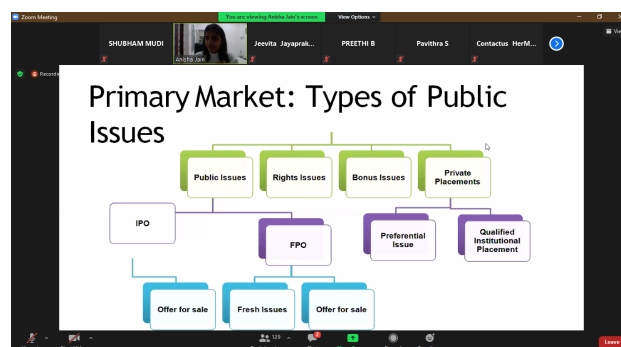 Zoom Meeting
You are viewing Anisha Jain's screen
View Options
SHUBHAM MUDI
Anisha Jain
Jeevita Jayaprak...
PREETHI B
Pavithra S
Contactus HerM...
Primary Market: Types of Public
Issues
Public Issues
Rights Issues
Bonus Issues
Private
Placements
IPO
FPO
Preferential
Issue
Qualified
Institutional
Placement
Offer for sale
Fresh Issues
Offer for sale
129
Leave